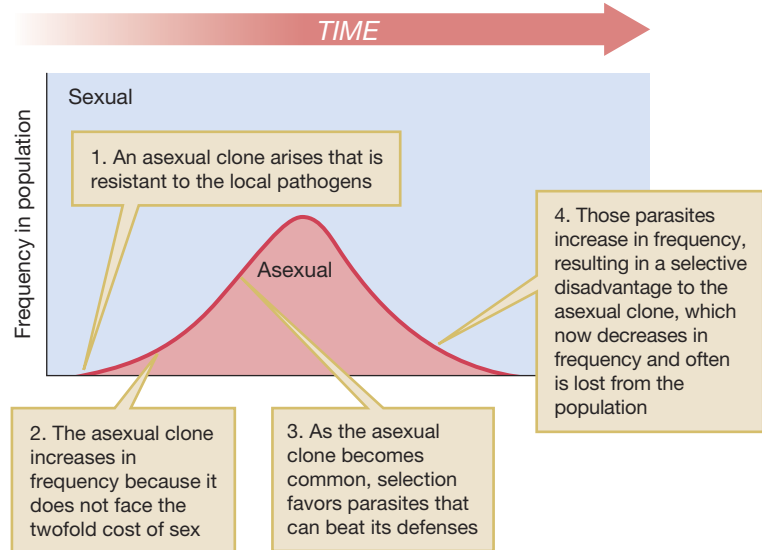 TIME
Sexual
Frequency in population
1. An asexual clone arises that is
resistant to the local pathogens
Asexual
4. Those parasites
increase in frequency,
resulting in a selective
disadvantage to the
asexual clone, which
now decreases in
frequency and often
is lost from the
population
2. The asexual clone
increases in
frequency because it
does not face the
twofold cost of sex
3. As the asexual
clone becomes
common, selection
favors parasites that
can beat its defenses